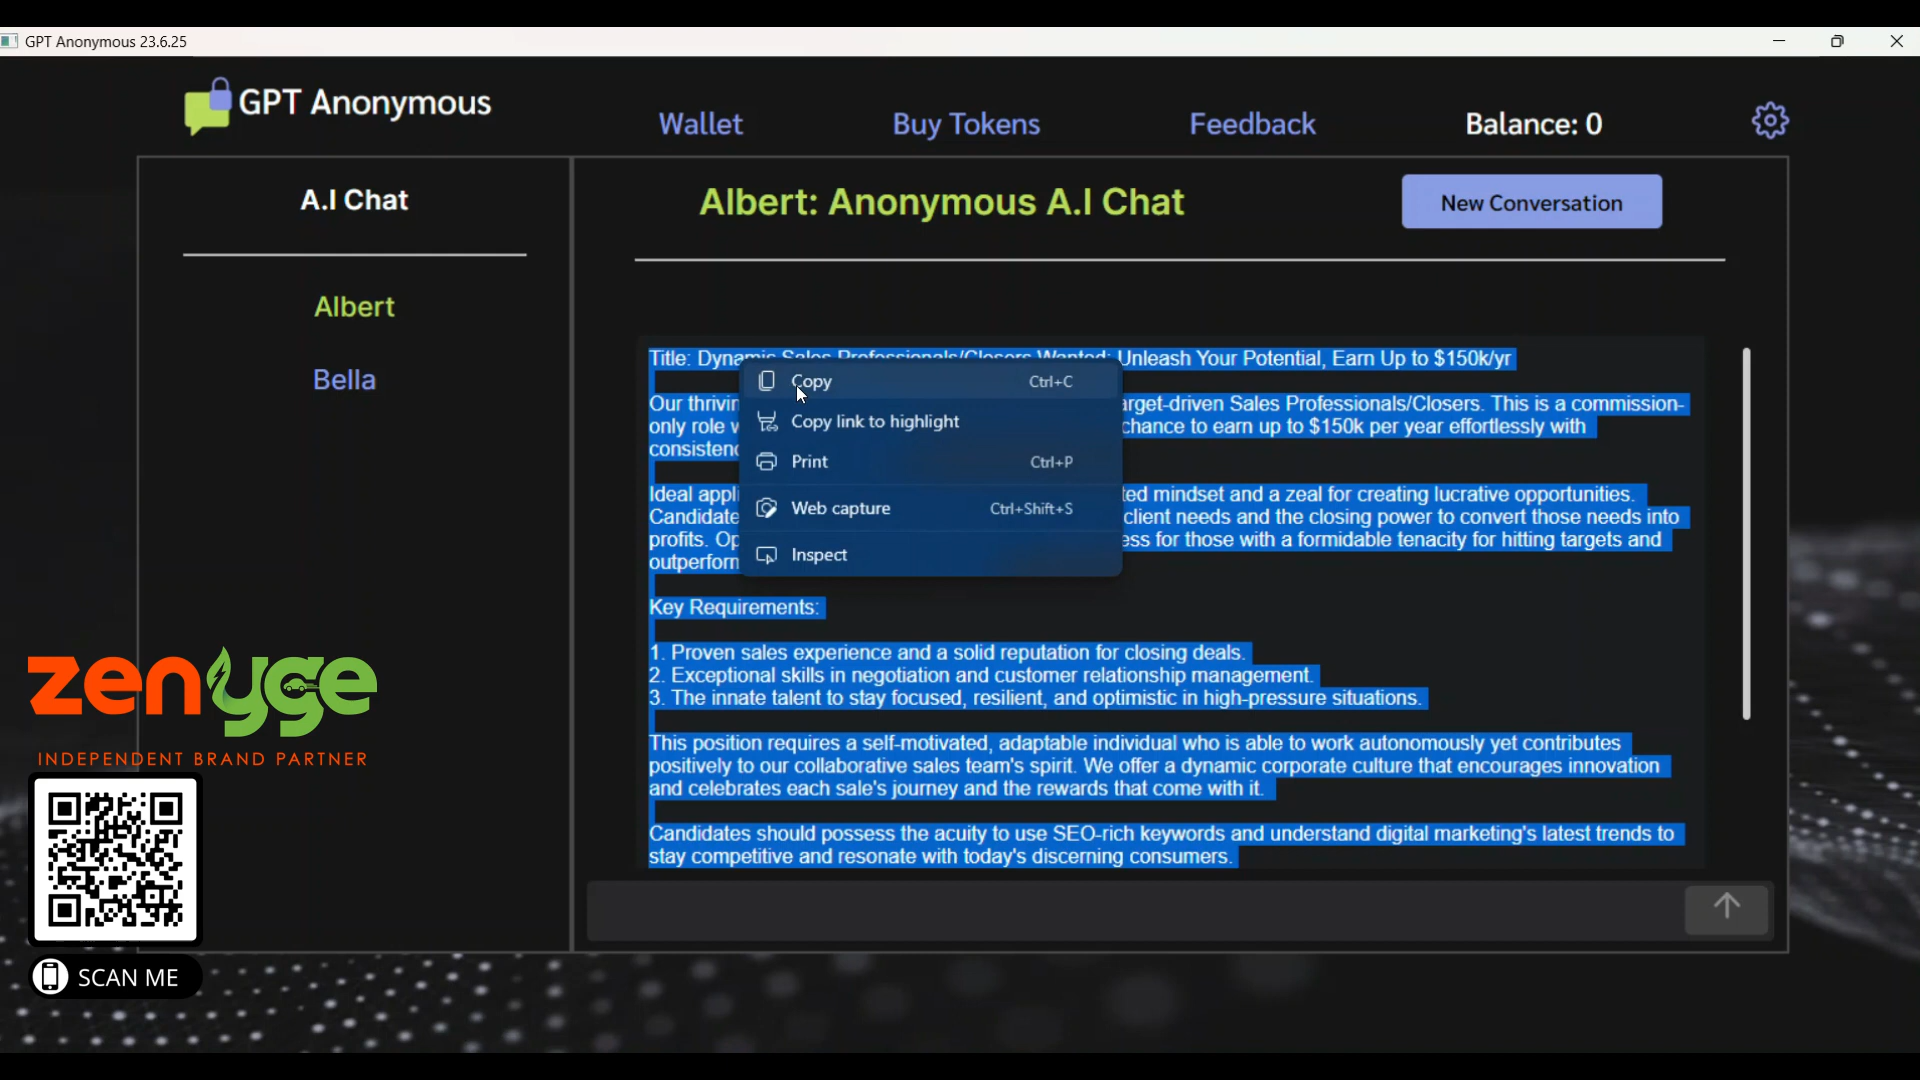 GPT Anonymous 23.6.25
GPT Anonymous
Wallet
Buy Tokens
Feedback
Balance: 0
A.I Chat
Albert: Anonymous A.I Chat
New Conversation
Albert
Bella
Title: Unleash Your Potential, Earn Up to $150k/yr
Our target-driven Sales Professionals/Closers. This is a commission-
only role chance to earn up to $150k per year effortlessly with
Ideal mindset and a zeal for creating lucrative opportunities.
client needs and the closing power to convert those needs into
profits. for those with a formidable tenacity for hitting targets and
Copy Ctrl+C
Copy link to highlight
Print Ctrl+P
Web capture Ctrl+Shift+S
Inspect
Key Requirements:
1. Proven sales experience and a solid reputation for closing deals.
2. Exceptional skills in negotiation and customer relationship management.
3. The innate talent to stay focused, resilient, and optimistic in high-pressure situations.
This position requires a self-motivated, adaptable individual who is able to work autonomously yet contributes
positively to our collaborative sales team's spirit. We offer a dynamic corporate culture that encourages innovation
and celebrates each sale's journey and the rewards that come with it.
Candidates should possess the acuity to use SEO-rich keywords and understand digital marketing's latest trends to
stay competitive and resonate with today's discerning consumers.
zenyge
INDEPENDENT BRAND PARTNER
SCAN ME